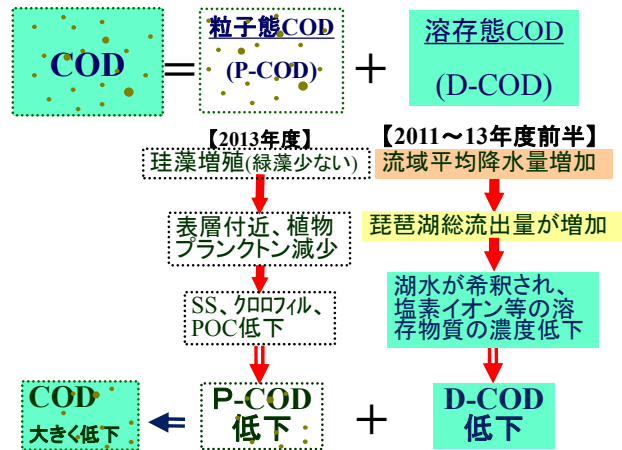 COD
=
粒子態COD
(P-COD)
+
溶存態COD
(D-COD)
【2013年度】
珪藻増殖(緑藻少ない)
表層付近、植物
プランクトン減少
SS、クロロフィル、
POC低下
P-COD
低下
【2011～13年度前半】
流域平均降水量増加
琵琶湖総流出量が増加
湖水が希釈され、
塩素イオン等の溶
存物質の濃度低下
D-COD
低下
+
COD
大きく低下